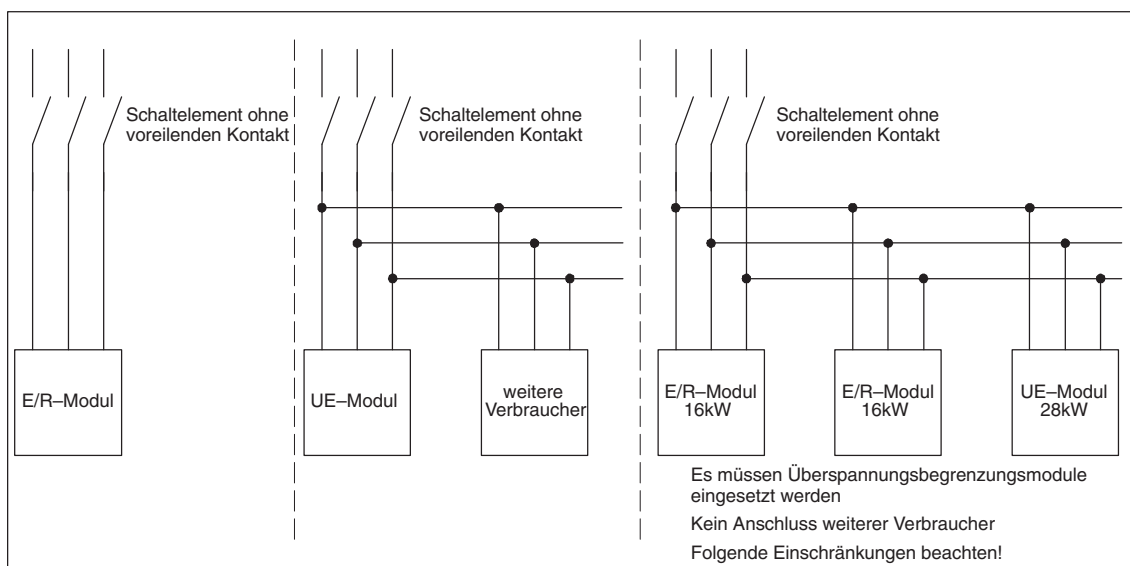 Schaltelement ohne
voreilenden Kontakt
Schaltelement ohne
voreilenden Kontakt
Schaltelement ohne
voreilenden Kontakt
E/R–Modul
UE–Modul
weitere
Verbraucher
E/R–Modul
16kW
E/R–Modul
16kW
UE–Modul
28kW
Es müssen Überspannungsbegrenzungsmodule
eingesetzt werden
Kein Anschluss weiterer Verbraucher
Folgende Einschränkungen beachten!